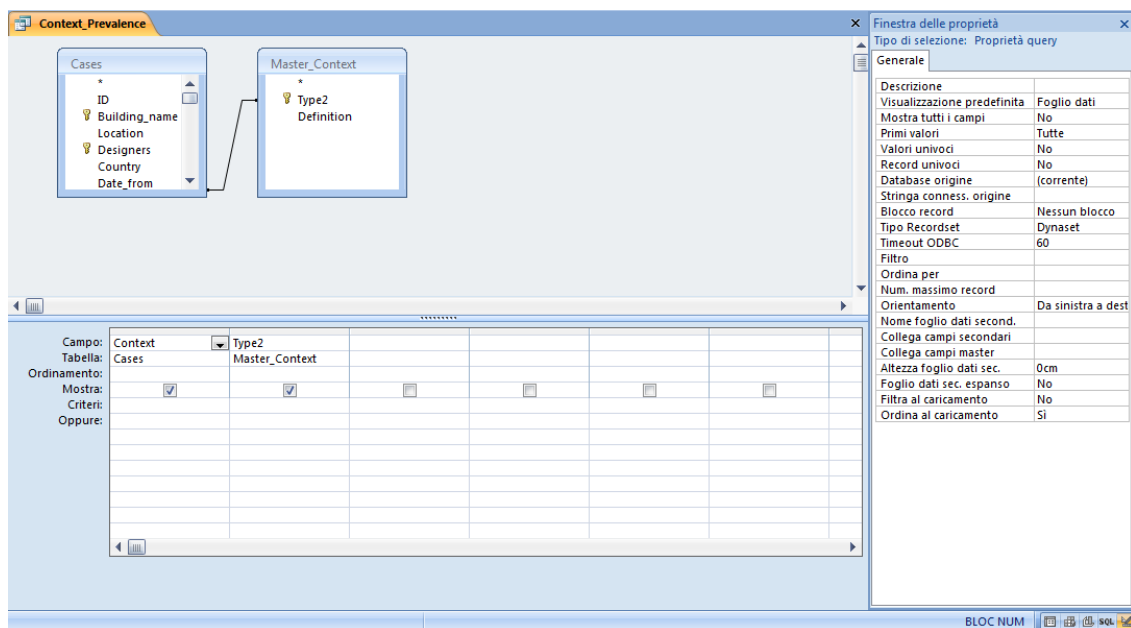 Context_Prevalence
Cases
*
ID
Building_name
Location
Designers
Country
Date_from
Master_Context
*
Type2
Definition
Campo: Context Type2
Tabella: Cases Master_Context
Ordinamento:
Mostra:
Criteri:
Oppure:
Finestra delle proprietà
Tipo di selezione: Proprietà query
Generale
Descrizione
Visualizzazione predefinita Foglio dati
Mostra tutti i campi No
Primi valori Tutte
Valori univoci No
Record univoci No
Database origine (corrente)
Stringa conness. origine
Blocco record Nessun blocco
Tipo Recordset Dynaset
Timeout ODBC 60
Filtro
Ordina per
Num. massimo record
Orientamento Da sinistra a dest
Nome foglio dati second.
Collega campi secondari
Collega campi master
Altezza foglio dati sec. 0cm
Foglio dati sec. espanso No
Filtra al caricamento No
Ordina al caricamento Sì
BLOC NUM SQL